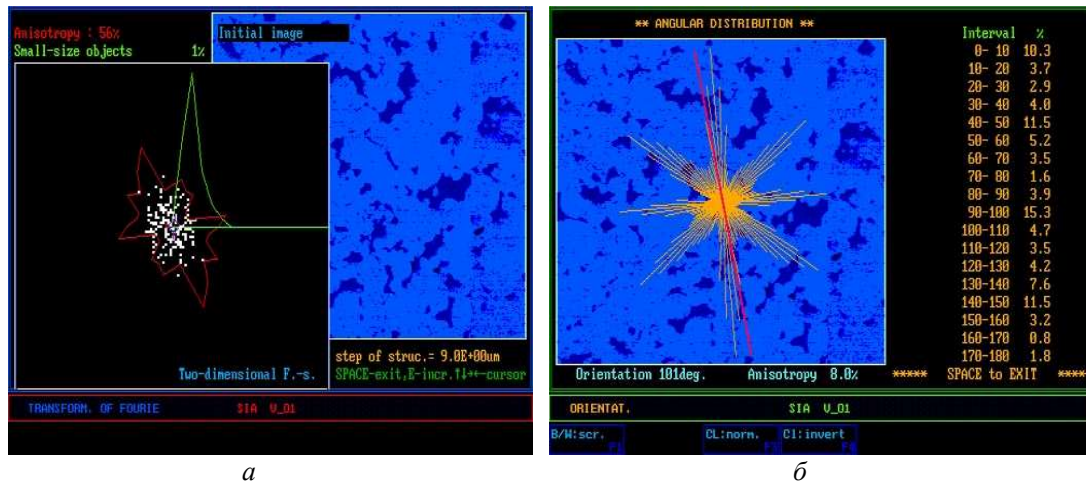 Anisotropy : 56%
Small-size objects 1%
Initial image
Two-dimensional F.-s.
step of struc.= 9.0E+00um
SPACE-exit,E-incr.↑↓→←-cursor
TRANSFORM. OF FOURIE SIA V_01
а
** ANGULAR DISTRIBUTION **
Interval %
0- 10 10.3
10- 20 3.7
20- 30 2.9
30- 40 4.0
40- 50 11.5
50- 60 5.2
60- 70 3.5
70- 80 1.6
80- 90 3.9
90-100 15.3
100-110 4.7
110-120 3.5
120-130 4.2
130-140 7.6
140-150 11.5
150-160 3.2
160-170 0.8
170-180 1.8
Orientation 101deg. Anisotropy 8.0% ***** SPACE to EXIT ****
ORIENTAT. SIA V_01
B/W:scr. F1
CL:norm. F3
C1:invert F4
б